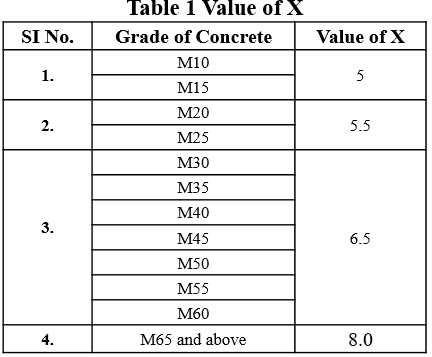 Table 1 Value of X
SI No. Grade of Concrete Value of X
1. M10 5
M15
2. M20 5.5
M25
3. M30 6.5
M35
M40
M45
M50
M55
M60
4. M65 and above 8.0